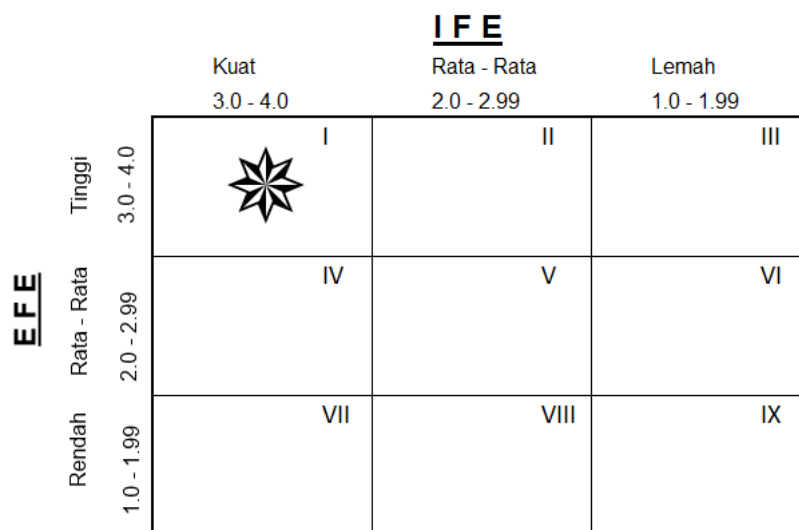 I F E
Kuat Rata - Rata Lemah
3.0 - 4.0 2.0 - 2.99 1.0 - 1.99
E F E
Tinggi
3.0 - 4.0
I II III
Rata - Rata
2.0 - 2.99
IV V VI
Rendah
1.0 - 1.99
VII VIII IX